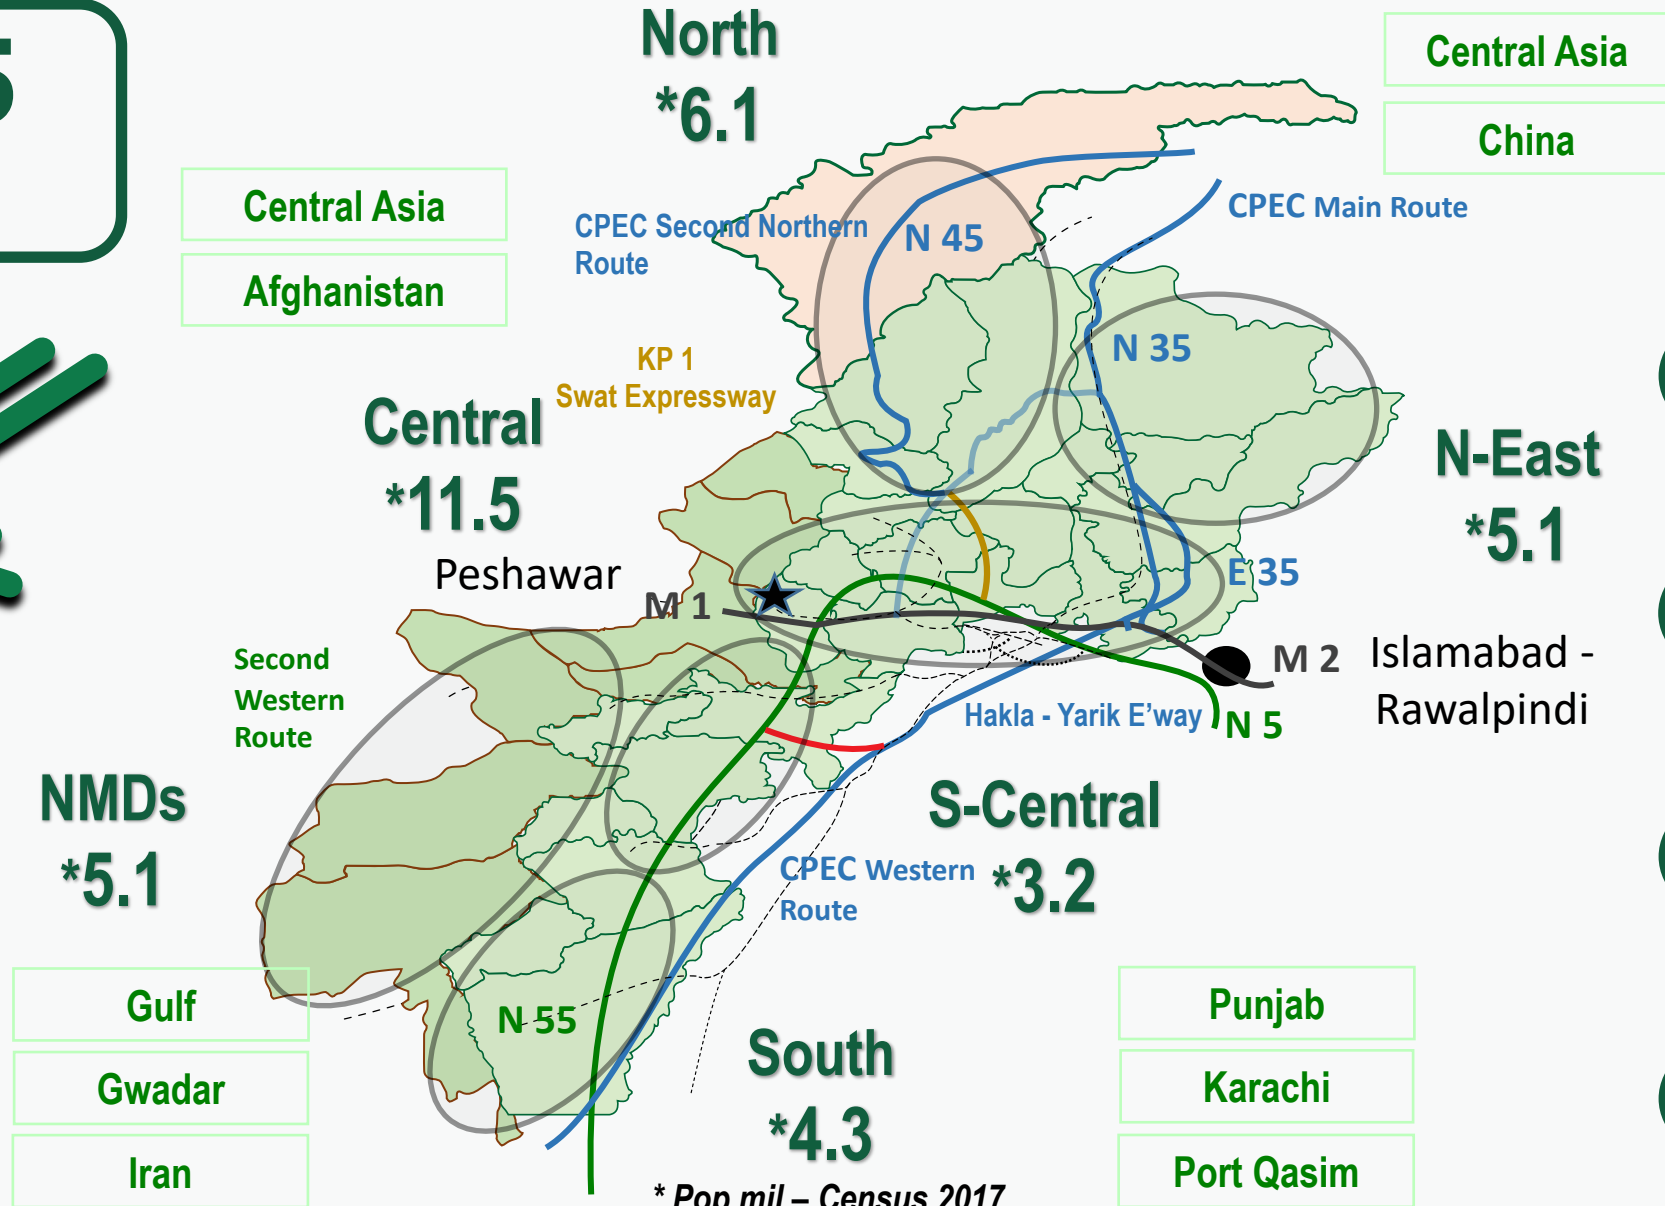 5
North
*6.1
Central Asia
China
Central Asia
Afghanistan
CPEC Second Northern
Route
N 45
CPEC Main Route
KP 1
Swat Expressway
N 35
Central
*11.5
N-East
*5.1
Peshawar
M 1
E 35
M 2
Islamabad -
Rawalpindi
Second
Western
Route
Hakla - Yarik E'way
N 5
NMDs
*5.1
S-Central
*3.2
CPEC Western
Route
N 55
Gulf
Gwadar
Iran
South
*4.3
Punjab
Karachi
Port Qasim
* Pop mil – Census 2017